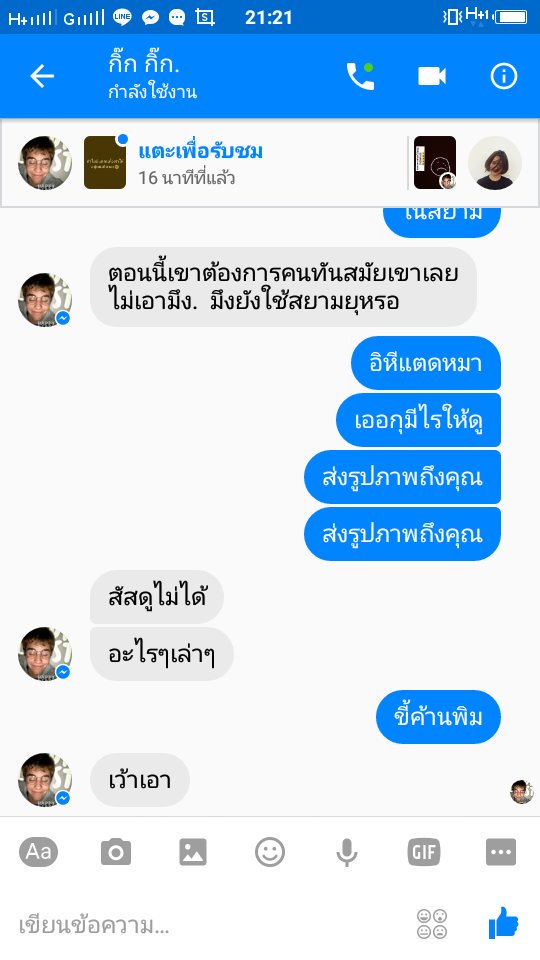 H+ G LINE S 21:21 H+1
กิ๊ก กิ๊ก.
กำลังใช้งาน
แตะเพื่อรับชม
16 นาทีที่แล้ว
ในสยาม
ตอนนี้เขาต้องการคนทันสมัยเขาเลย
ไม่เอามึง. มึงยังใช้สยามยุหรอ
อิหีแตดหมา
เออกุมีไรให้ดู
ส่งรูปภาพถึงคุณ
ส่งรูปภาพถึงคุณ
สัสดูไม่ได้
อะไรๆเล่าๆ
ขี้ค้านพิม
เว้าเอา
Aa
GIF
เขียนข้อความ...